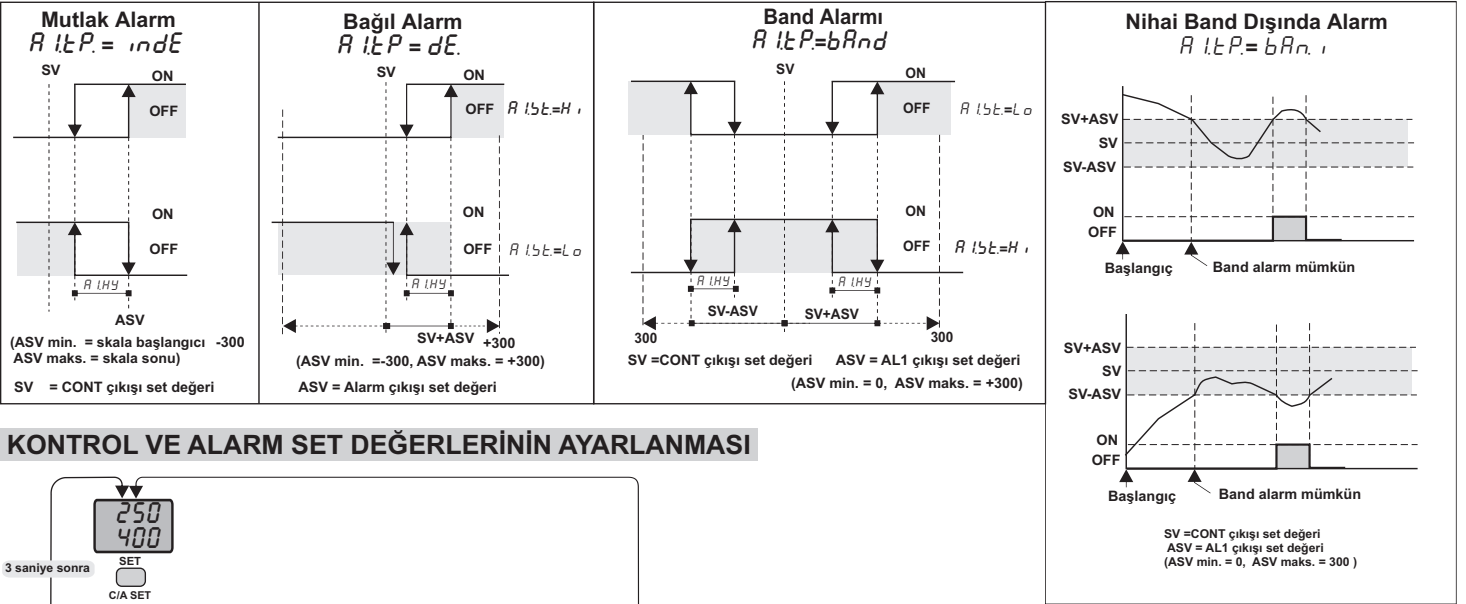 Mutlak Alarm
A1.tP. = indE
SV
ON
OFF
ON
OFF
A1.HY
ASV
(ASV min. = skala başlangıcı -300
ASV maks. = skala sonu)
SV = CONT çıkışı set değeri
Bağıl Alarm
A1.tP = dE.
SV
ON
OFF
A1.St.=Hi
ON
OFF
A1.St.=Lo
A1.HY
SV+ASV +300
(ASV min. =-300, ASV maks. = +300)
ASV = Alarm çıkışı set değeri
Band Alarmı
A1.tP.=bAnd
SV
ON
OFF
A1.St.=Lo
ON
OFF
A1.St.=Hi
A1.HY A1.HY
SV-ASV SV+ASV
300 300
SV =CONT çıkışı set değeri ASV = AL1 çıkışı set değeri
(ASV min. = 0, ASV maks. = +300)
Nihai Band Dışında Alarm
A1.tP.= bAn.i
SV+ASV
SV
SV-ASV
ON
OFF
Başlangıç Band alarm mümkün
SV+ASV
SV
SV-ASV
ON
OFF
Başlangıç Band alarm mümkün
SV =CONT çıkışı set değeri
ASV = AL1 çıkışı set değeri
(ASV min. = 0, ASV maks. = 300 )
KONTROL VE ALARM SET DEĞERLERİNİN AYARLANMASI
250
400
3 saniye sonra
SET
C/A SET